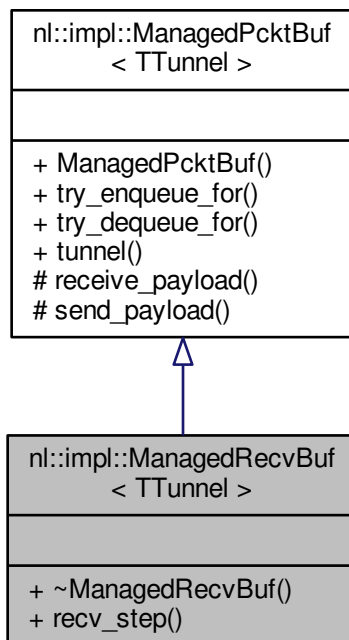 nl::impl::ManagedPcktBuf
< TTunnel >
+ ManagedPcktBuf()
+ try_enqueue_for()
+ try_dequeue_for()
+ tunnel()
# receive_payload()
# send_payload()
nl::impl::ManagedRecvBuf
< TTunnel >
+ ~ManagedRecvBuf()
+ recv_step()